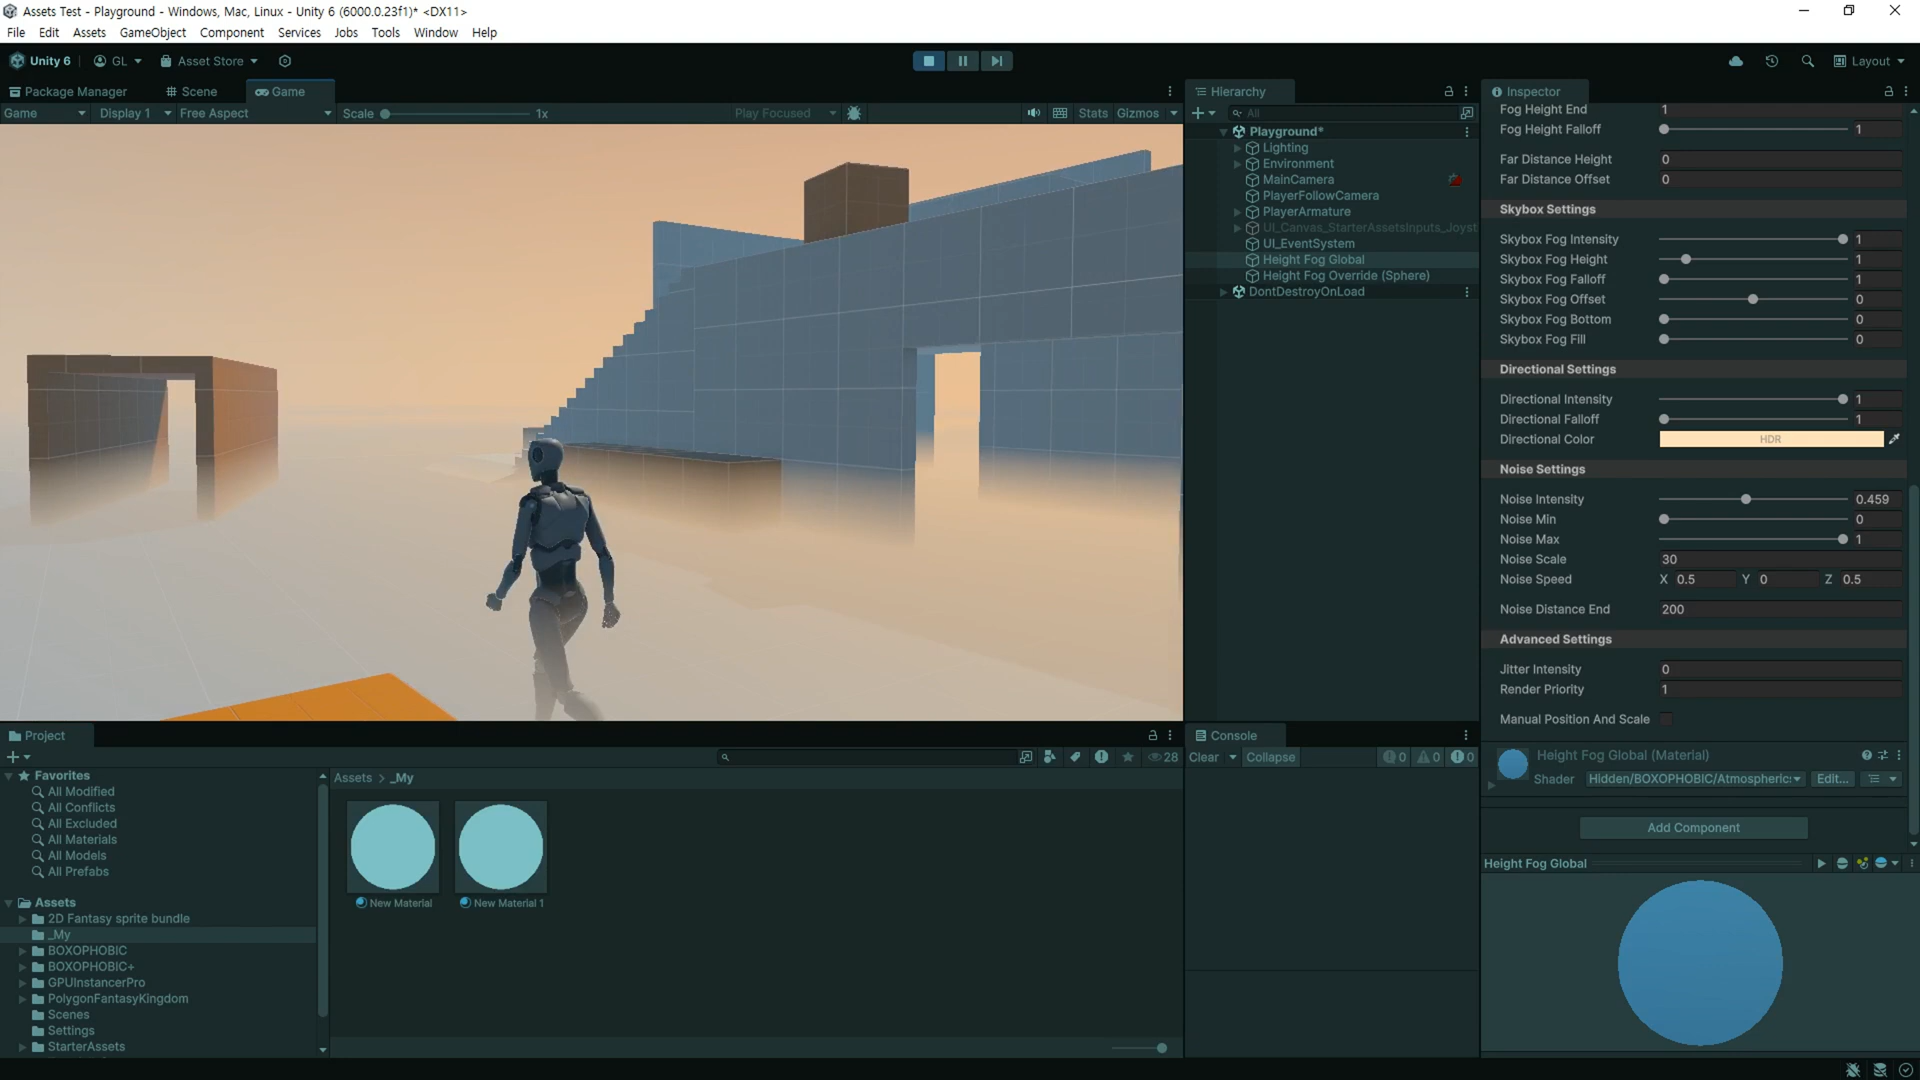 Assets Test - Playground - Windows, Mac, Linux - Unity 6 (6000.0.23f1)* <DX11>
File Edit Assets GameObject Component Services Jobs Tools Window Help
Unity 6 GL Asset Store Layout
Package Manager Scene Game
Game Display 1 Free Aspect Scale 1x Play Focused Stats Gizmos
Hierarchy
All
Playground*
Lighting
Environment
MainCamera
PlayerFollowCamera
PlayerArmature
UI_Canvas_StarterAssetsInputs_Joyst
UI_EventSystem
Height Fog Global
Height Fog Override (Sphere)
DontDestroyOnLoad
Inspector
Fog Height End 1
Fog Height Falloff 1
Far Distance Height 0
Far Distance Offset 0
Skybox Settings
Skybox Fog Intensity 1
Skybox Fog Height 1
Skybox Fog Falloff 1
Skybox Fog Offset 0
Skybox Fog Bottom 0
Skybox Fog Fill 0
Directional Settings
Directional Intensity 1
Directional Falloff 1
Directional Color HDR
Noise Settings
Noise Intensity 0.459
Noise Min 0
Noise Max 1
Noise Scale 30
Noise Speed X 0.5 Y 0 Z 0.5
Noise Distance End 200
Advanced Settings
Jitter Intensity 0
Render Priority 1
Manual Position And Scale
Height Fog Global (Material)
Shader Hidden/BOXOPHOBIC/Atmospheric: Edit...
Add Component
Height Fog Global
Project
28
Favorites
All Modified
All Conflicts
All Excluded
All Materials
All Models
All Prefabs
Assets
2D Fantasy sprite bundle
_My
BOXOPHOBIC
BOXOPHOBIC+
GPUInstancerPro
PolygonFantasyKingdom
Scenes
Settings
StarterAssets
Assets > _My
New Material New Material 1
Console
Clear Collapse 0 0 0